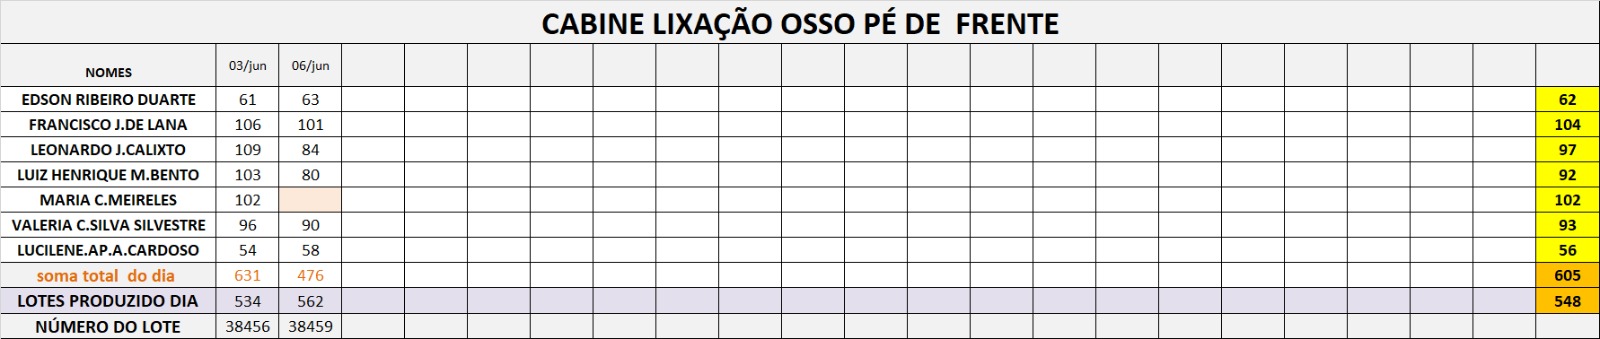 CABINE LIXAÇÃO OSSO PÉ DE FRENTE
NOMES 03/jun 06/jun
EDSON RIBEIRO DUARTE 61 63 62
FRANCISCO J.DE LANA 106 101 104
LEONARDO J.CALIXTO 109 84 97
LUIZ HENRIQUE M.BENTO 103 80 92
MARIA C.MEIRELES 102 102
VALERIA C.SILVA SILVESTRE 96 90 93
LUCILENE.AP.A.CARDOSO 54 58 56
soma total do dia 631 476 605
LOTES PRODUZIDO DIA 534 562 548
NÚMERO DO LOTE 38456 38459